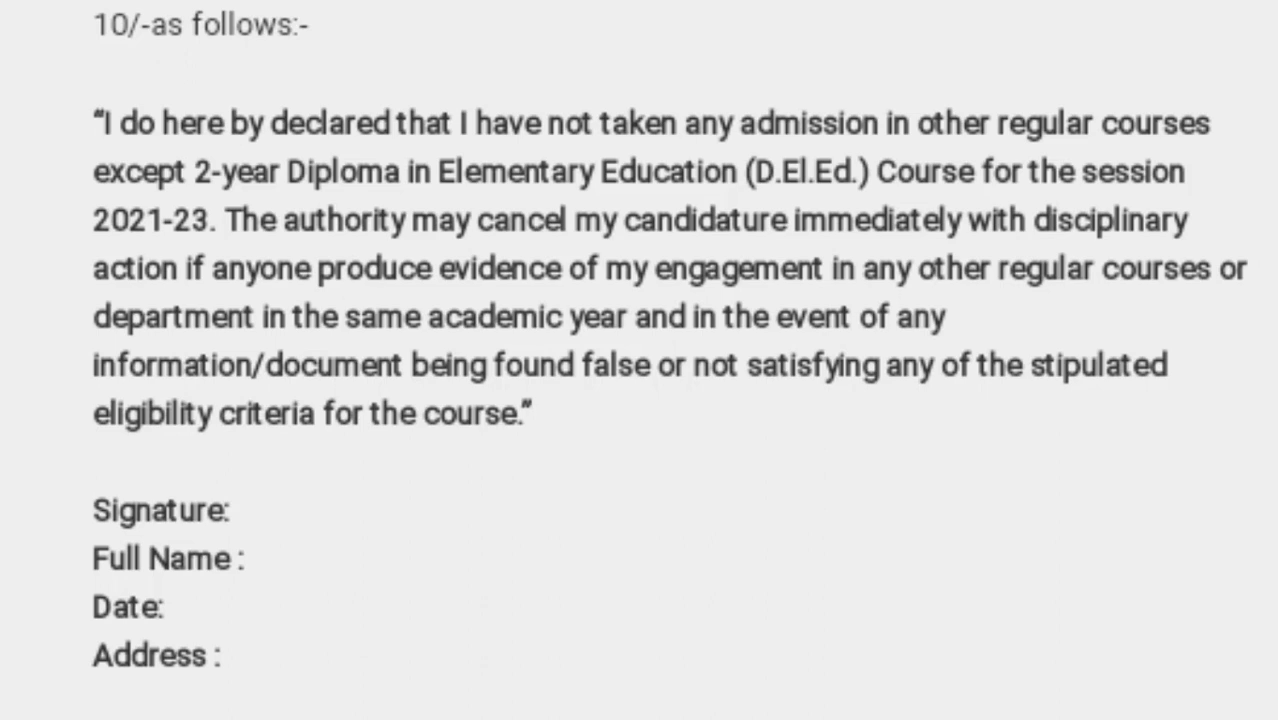 10/-as follows:-
“I do here by declared that I have not taken any admission in other regular courses
except 2-year Diploma in Elementary Education (D.El.Ed.) Course for the session
2021-23. The authority may cancel my candidature immediately with disciplinary
action if anyone produce evidence of my engagement in any other regular courses or
department in the same academic year and in the event of any
information/document being found false or not satisfying any of the stipulated
eligibility criteria for the course.”
Signature:
Full Name :
Date:
Address :